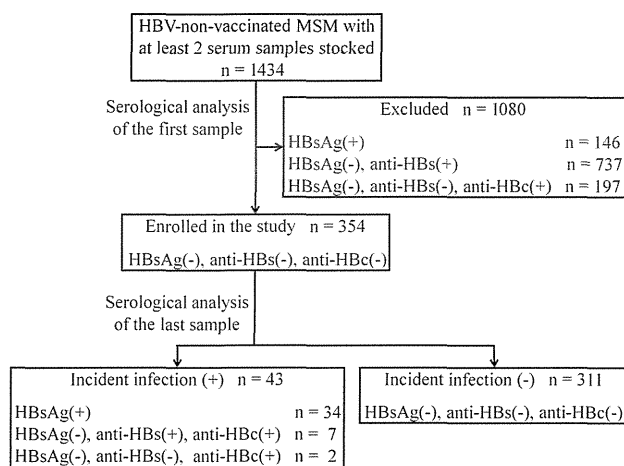 HBV-non-vaccinated MSM with
at least 2 serum samples stocked
n = 1434
Serological analysis
of the first sample
Excluded n = 1080
HBsAg(+) n = 146
HBsAg(-), anti-HBs(+) n = 737
HBsAg(-), anti-HBs(-), anti-HBc(+) n = 197
Enrolled in the study n = 354
HBsAg(-), anti-HBs(-), anti-HBc(-)
Serological analysis
of the last sample
Incident infection (+) n = 43
HBsAg(+) n = 34
HBsAg(-), anti-HBs(+), anti-HBc(+) n = 7
HBsAg(-), anti-HBs(-), anti-HBc(+) n = 2
Incident infection (-) n = 311
HBsAg(-), anti-HBs(-), anti-HBc(-)